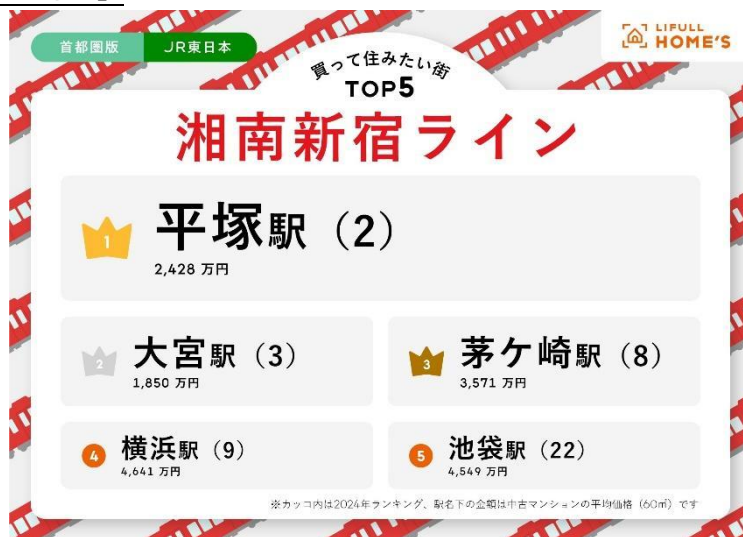 首都圏版
JR東日本
LIFULL
HOME'S
買って住みたい街
TOP5
湘南新宿ライン
1
平塚駅（2）
2,428 万円
2
大宮駅（3）
1,850 万円
3
茅ケ崎駅（8）
3,571 万円
4
横浜駅（9）
4,641 万円
5
池袋駅（22）
4,549 万円
※カッコ内は2024年ランキング、駅名下の金額は中古マンションの平均価格（60㎡）です